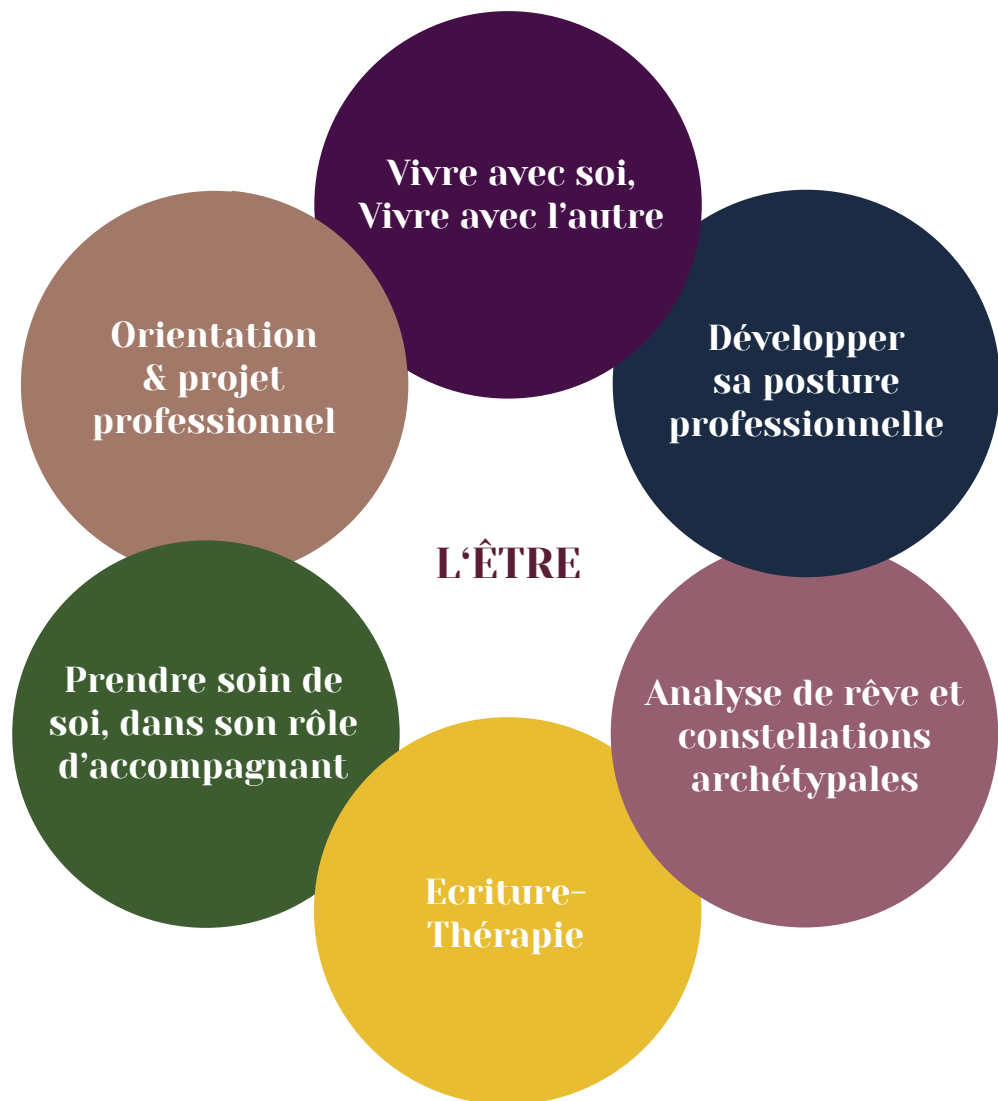 Vivre avec soi,
Vivre avec l’autre
Orientation
& projet
professionnel
Développer
sa posture
professionnelle
L‘ÊTRE
Prendre soin de
soi, dans son rôle
d’accompagnant
Analyse de rêve et
constellations
archétypales
Ecriture-
Thérapie